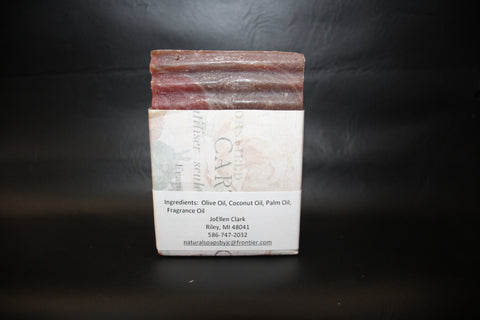 CAR
Ingredients: Olive Oil, Coconut Oil, Palm Oil,
Fragrance Oil
JoEllen Clark
Riley, MI 48041
586-747-2032
naturalsoapsbyjc@frontier.com